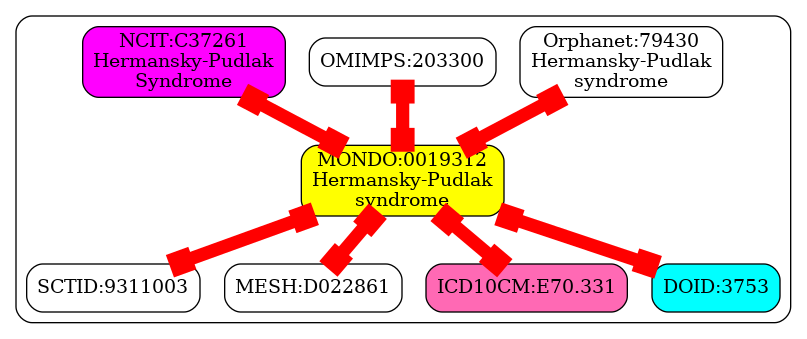 NCIT:C37261
Hermansky-Pudlak
Syndrome
OMIMPS:203300
Orphanet:79430
Hermansky-Pudlak
syndrome
MONDO:0019312
Hermansky-Pudlak
syndrome
SCTID:9311003
MESH:D022861
ICD10CM:E70.331
DOID:3753